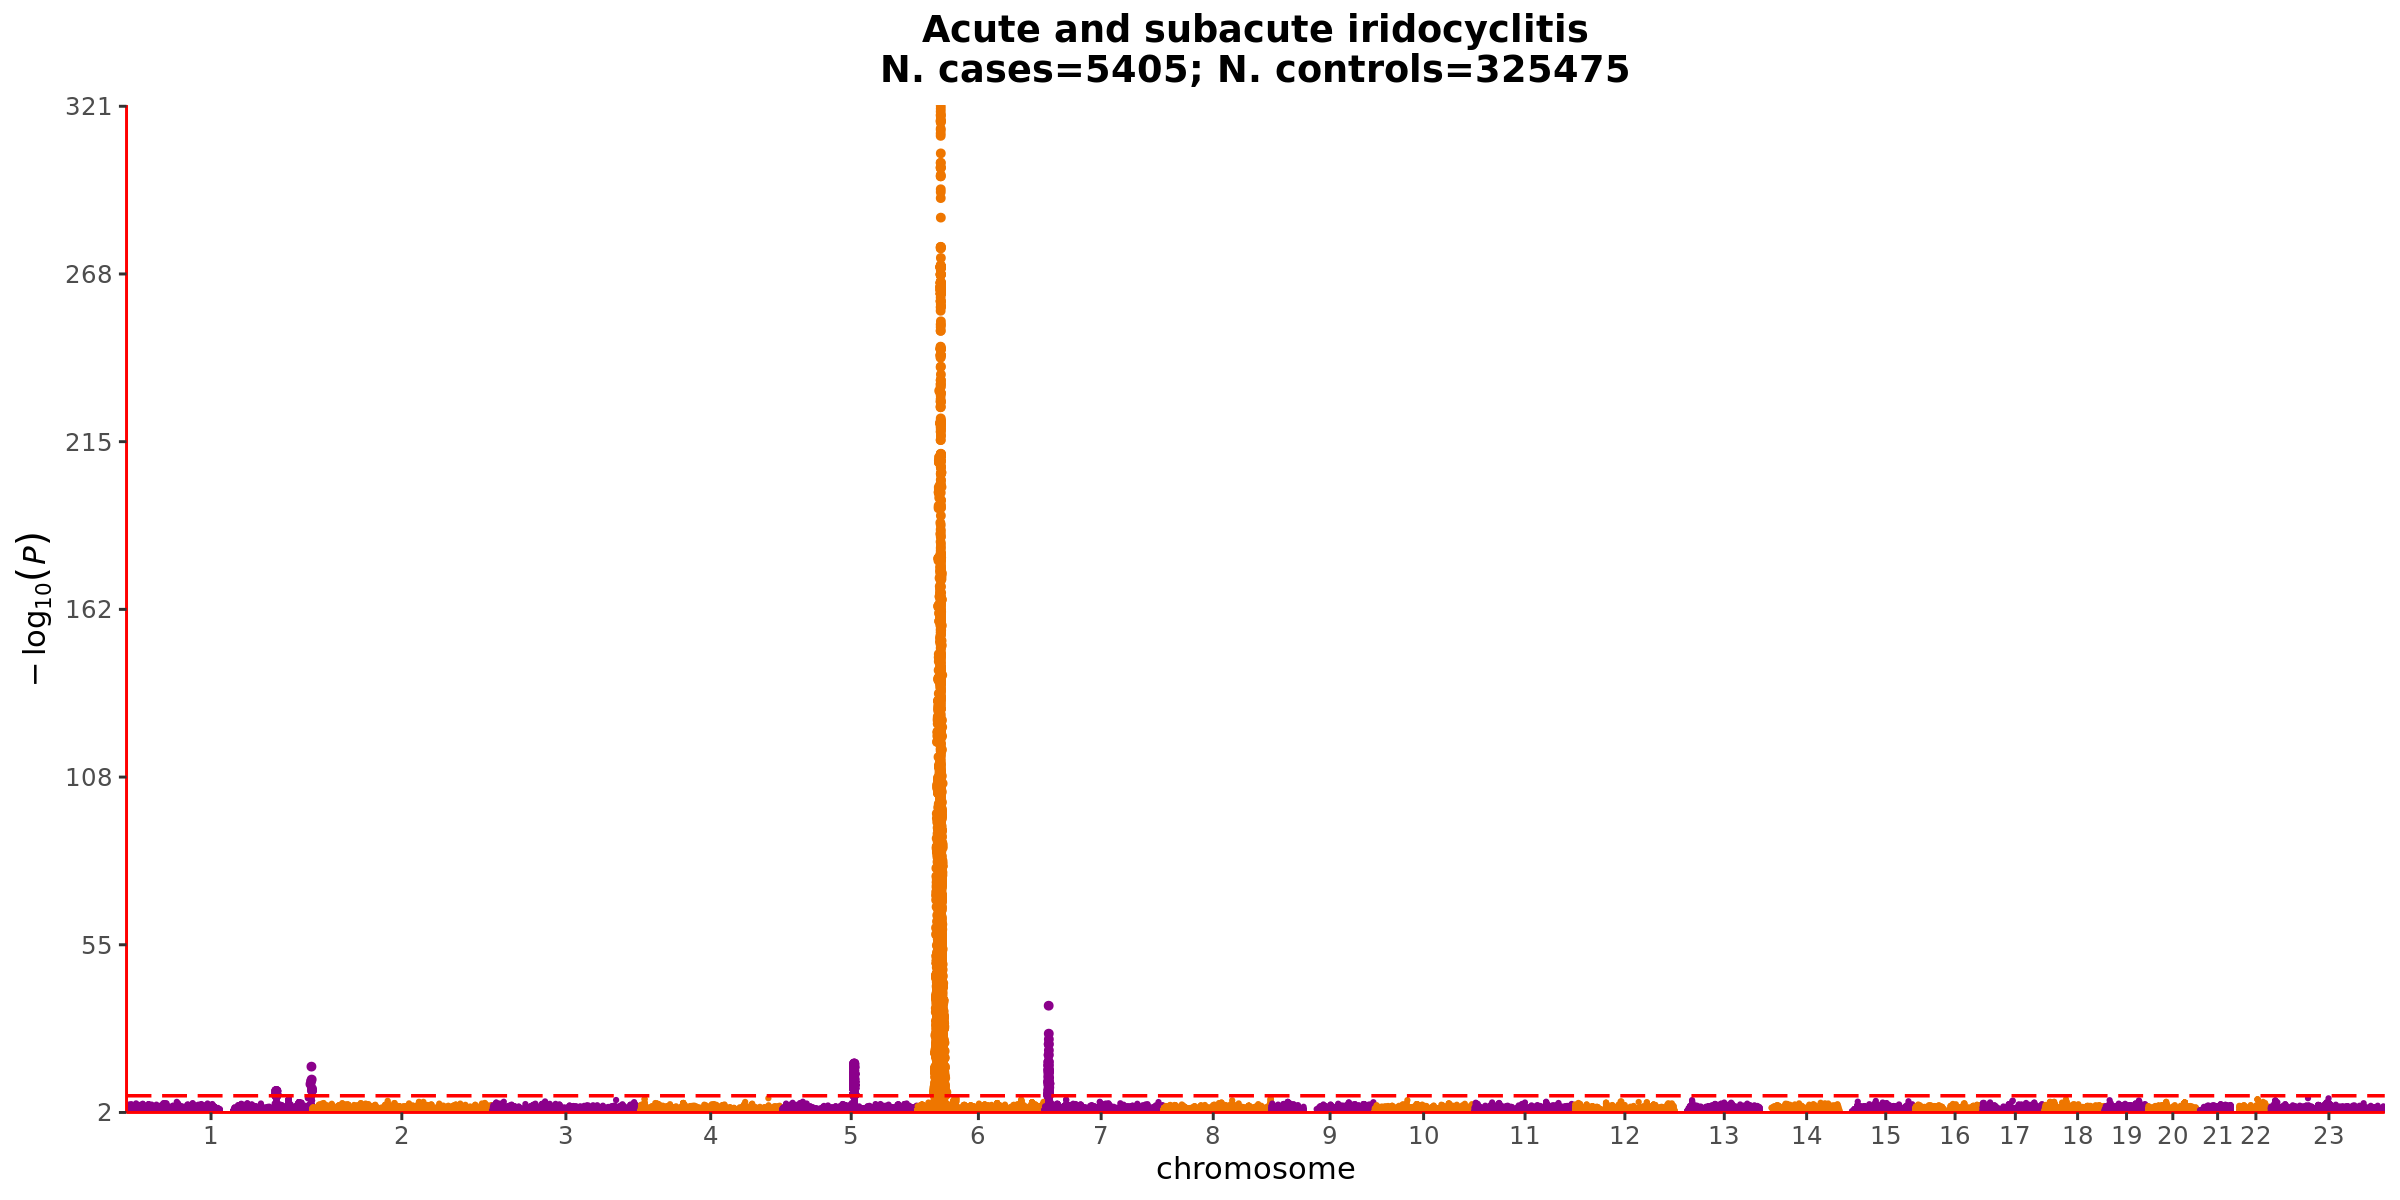 Acute and subacute iridocyclitis
N. cases=5405; N. controls=325475
321
268
215
162
108
55
2
−log10(P)
1 2 3 4 5 6 7 8 9 10 11 12 13 14 15 16 17 18 19 20 21 22 23
chromosome